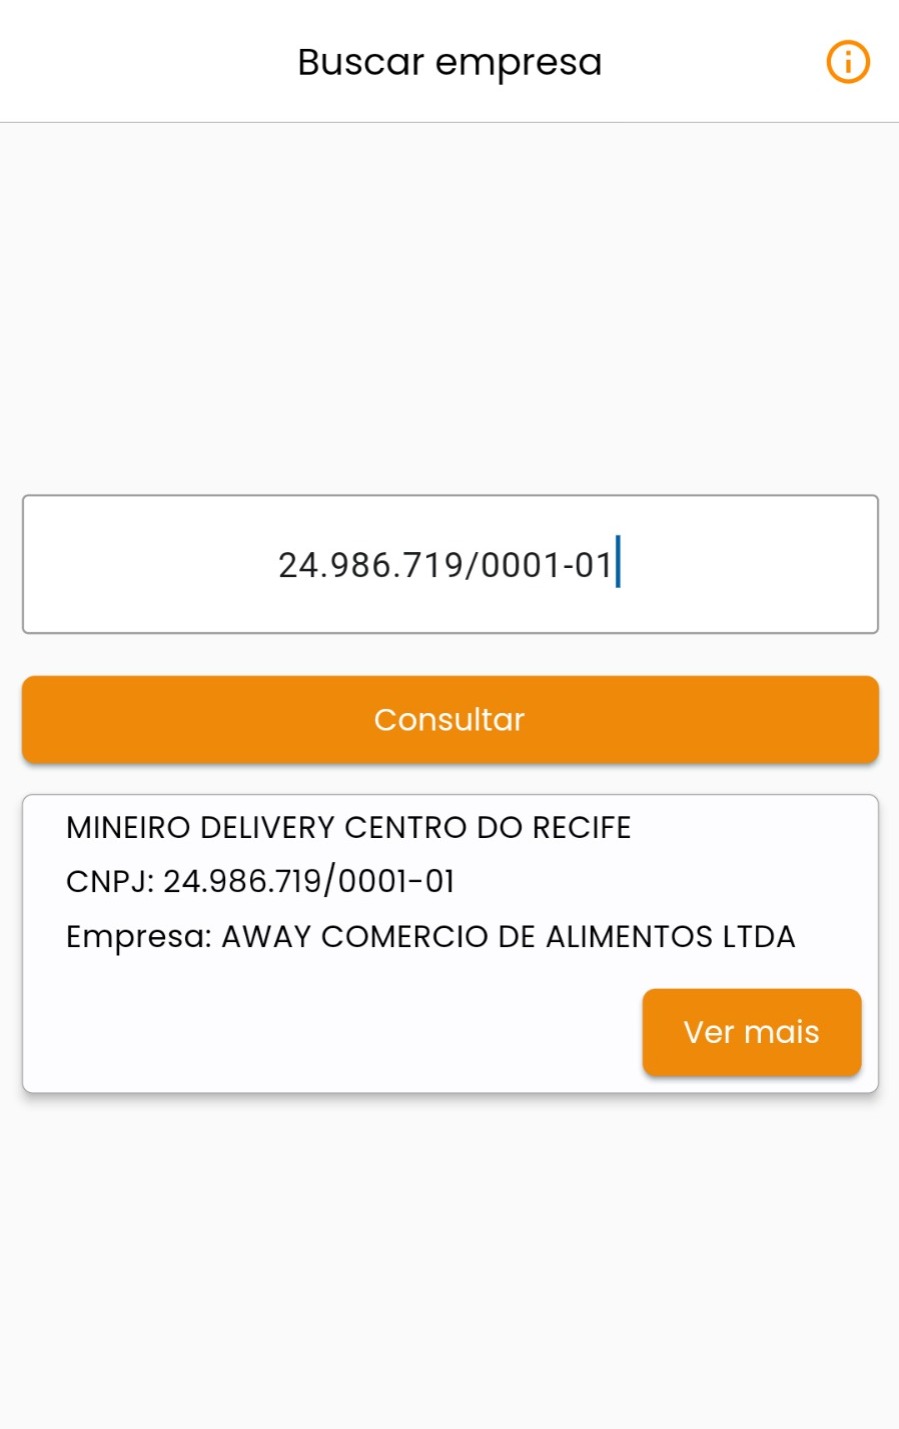 Buscar empresa
24.986.719/0001-01
Consultar
MINEIRO DELIVERY CENTRO DO RECIFE
CNPJ: 24.986.719/0001-01
Empresa: AWAY COMERCIO DE ALIMENTOS LTDA
Ver mais